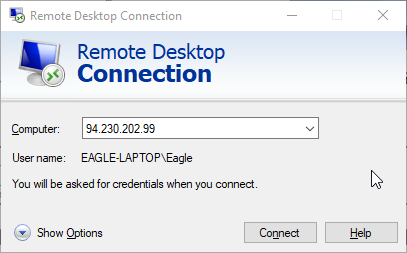 Remote Desktop Connection
Remote Desktop
Connection
Computer: 94.230.202.99
User name: EAGLE-LAPTOP\Eagle
You will be asked for credentials when you connect.
Show Options Connect Help